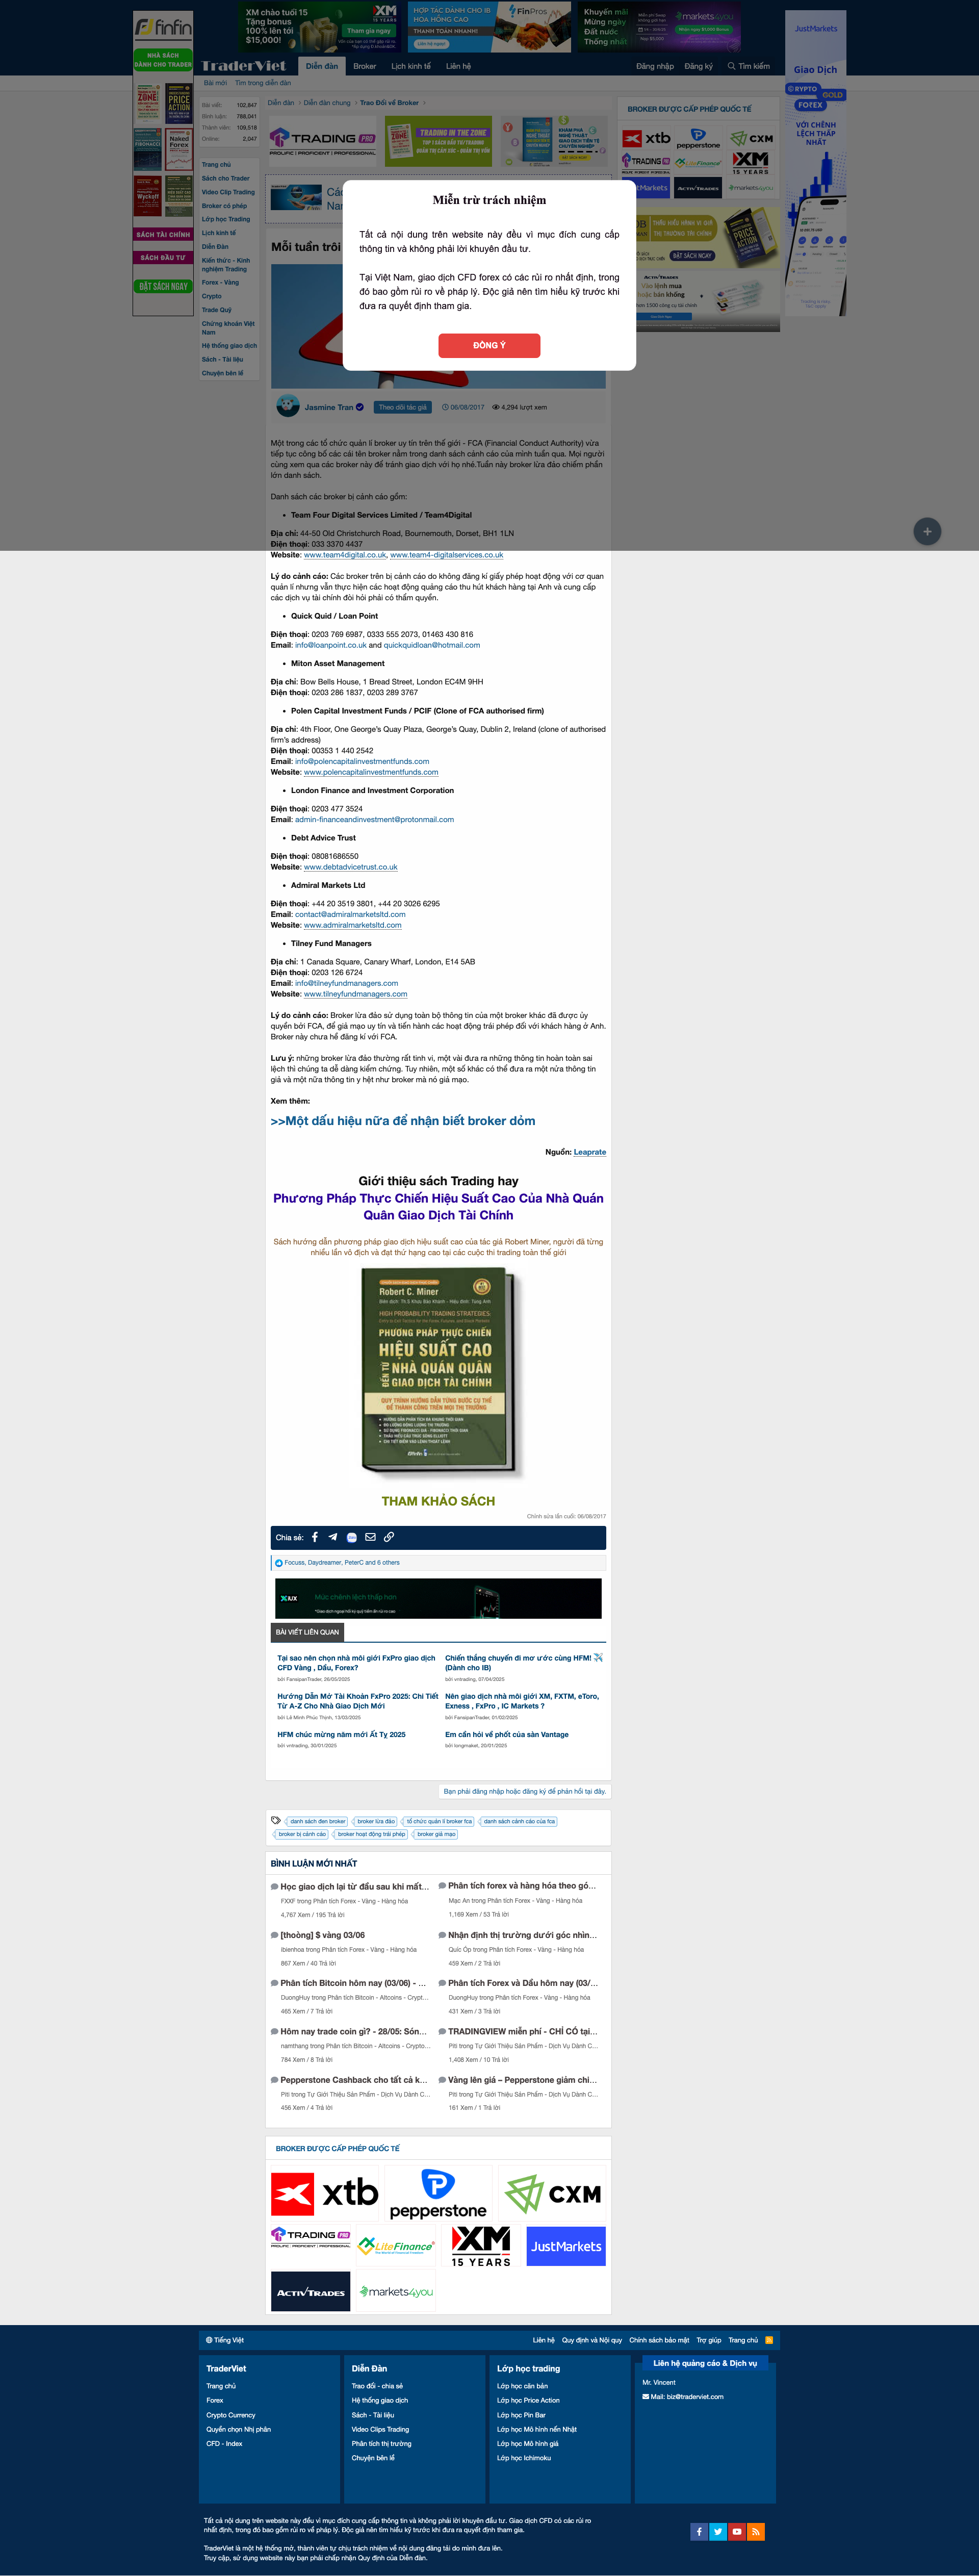 finfin
NHÀ SÁCH
DÀNH CHO TRADER
XM chào tuổi 15
Tặng bonus
100% lên tới
$15,000!
XM
15 YEARS
Tham gia ngay
HỢP TÁC DÀNH CHO IB
FinPros
Liên hệ ngay!
Khuyến mãi
Mừng ngày
Đất nước
Thống nhất
markets4you
JustMarkets
Giao Dịch
CRYPTO
GOLD
FOREX
VỚI CHÊNH
LỆCH THẤP
NHẤT
TraderViet
Diễn đàn
Broker
Lịch kinh tế
Liên hệ
Đăng nhập
Đăng ký
Tìm kiếm
Bài mới
Tìm trong diễn đàn
Bài viết: 102,847
Bình luận: 788,041
Thành viên: 109,518
Online: 2,047
Trang chủ
Sách cho Trader
Video Clip Trading
Broker có phép
Lớp học Trading
Lịch kinh tế
Diễn Đàn
Kiến thức - Kinh
nghiệm Trading
Forex - Vàng
Crypto
Trade Quỹ
Chứng khoán Việt
Nam
Hệ thống giao dịch
Sách - Tài liệu
Chuyện bên lề
SÁCH TÀI CHÍNH
SÁCH ĐẦU TƯ
ĐẶT SÁCH NGAY
Diễn đàn
Diễn đàn chung
Trao Đổi về Broker
TRADING PRO
PROLIFIC PROFICIENT PROFESSIONAL
TRADING IN THE ZONE
BROKER ĐƯỢC CẤP PHÉP QUỐC TẾ
xtb
pepperstone
CXM
TRADING PRO
LiteFinance
XM
15 YEARS
JustMarkets
ACTIVTRADES
markets4you
Mỗi tuần trôi
Miễn trừ trách nhiệm
Tất cả nội dung trên website này đều vì mục đích cung cấp
thông tin và không phải lời khuyên đầu tư.
Tại Việt Nam, giao dịch CFD forex có các rủi ro nhất định, trong
đó bao gồm rủi ro về pháp lý. Độc giả nên tìm hiểu kỹ trước khi
đưa ra quyết định tham gia.
ĐỒNG Ý
Jasmine Tran
Theo dõi tác giả
06/08/2017
4,294 lượt xem
Một trong các tổ chức quản lí broker uy tín trên thế giới - FCA (Financial Conduct Authority) vừa
tiếp tục công bố các cái tên broker nằm trong danh sách cảnh cáo của mình tuần qua. Mọi người
cùng xem qua các broker này để tránh giao dịch với họ nhé.Tuần này broker lừa đảo chiếm phần
lớn danh sách.
Danh sách các broker bị cảnh cáo gồm:
• Team Four Digital Services Limited / Team4Digital
Địa chỉ: 44-50 Old Christchurch Road, Bournemouth, Dorset, BH1 1LN
Điện thoại: 033 3370 4437
Website: www.team4digital.co.uk, www.team4-digitalservices.co.uk
Lý do cảnh cáo: Các broker trên bị cảnh cáo do không đăng kí giấy phép hoạt động với cơ quan
quản lí nhưng vẫn thực hiện các hoạt động quảng cáo thu hút khách hàng tại Anh và cung cấp
các dịch vụ tài chính đòi hỏi phải có thẩm quyền.
• Quick Quid / Loan Point
Điện thoại: 0203 769 6987, 0333 555 2073, 01463 430 816
Email: info@loanpoint.co.uk and quickquidloan@hotmail.com
• Miton Asset Management
Địa chỉ: Bow Bells House, 1 Bread Street, London EC4M 9HH
Điện thoại: 0203 286 1837, 0203 289 3767
• Polen Capital Investment Funds / PCIF (Clone of FCA authorised firm)
Địa chỉ: 4th Floor, One George's Quay Plaza, George's Quay, Dublin 2, Ireland (clone of authorised
firm's address)
Điện thoại: 00353 1 440 2542
Email: info@polencapitalinvestmentfunds.com
Website: www.polencapitalinvestmentfunds.com
• London Finance and Investment Corporation
Điện thoại: 0203 477 3524
Email: admin-financeandinvestment@protonmail.com
• Debt Advice Trust
Điện thoại: 08081686550
Website: www.debtadvicetrust.co.uk
• Admiral Markets Ltd
Điện thoại: +44 20 3519 3801, +44 20 3026 6295
Email: contact@admiralmarketsltd.com
Website: www.admiralmarketsltd.com
• Tilney Fund Managers
Địa chỉ: 1 Canada Square, Canary Wharf, London, E14 5AB
Điện thoại: 0203 126 6724
Email: info@tilneyfundmanagers.com
Website: www.tilneyfundmanagers.com
Lý do cảnh cáo: Broker lừa đảo sử dụng toàn bộ thông tin của một broker khác đã được ủy
quyền bởi FCA, để giả mạo uy tín và tiến hành các hoạt động trái phép đối với khách hàng ở Anh.
Broker này chưa hề đăng kí với FCA.
Lưu ý: những broker lừa đảo thường rất tinh vi, một vài đưa ra những thông tin hoàn toàn sai
lệch thì chúng ta dễ dàng kiểm chứng. Tuy nhiên, một số khác có thể đưa ra một nửa thông tin
giả và một nữa thông tin y hệt như broker mà nó giả mạo.
Xem thêm:
>>Một dấu hiệu nữa để nhận biết broker dỏm
Nguồn: Leaprate
Giới thiệu sách Trading hay
Phương Pháp Thực Chiến Hiệu Suất Cao Của Nhà Quán
Quân Giao Dịch Tài Chính
Sách hướng dẫn phương pháp giao dịch hiệu suất cao của tác giả Robert Miner, người đã từng
nhiều lần vô địch và đạt thứ hạng cao tại các cuộc thi trading toàn thế giới
Robert C. Miner
HIGH PROBABILITY TRADING STRATEGIES
PHƯƠNG PHÁP THỰC CHIẾN
HIỆU SUẤT CAO
ĐẾN TỪ
NHÀ QUÁN QUÂN
GIAO DỊCH TÀI CHÍNH
QUY TRÌNH HƯỚNG DẪN TỪNG BƯỚC CỤ THỂ
ĐỂ THÀNH CÔNG TRÊN MỌI THỊ TRƯỜNG
finfin
THAM KHẢO SÁCH
Chỉnh sửa lần cuối: 06/08/2017
Chia sẻ:
Focuss, Daydreamer, PeterC and 6 others
IUX
Mức chênh lệch thấp hơn
BÀI VIẾT LIÊN QUAN
Tại sao nên chọn nhà môi giới FxPro giao dịch
CFD Vàng , Dầu, Forex?
bởi FansipanTrader, 26/05/2025
Chiến thắng chuyến đi mơ ước cùng HFM!
(Dành cho IB)
bởi vntrading, 07/04/2025
Hướng Dẫn Mở Tài Khoản FxPro 2025: Chi Tiết
Từ A-Z Cho Nhà Giao Dịch Mới
bởi Lê Minh Phúc Thịnh, 13/03/2025
Nên giao dịch nhà môi giới XM, FXTM, eToro,
Exness , FxPro , IC Markets ?
bởi FansipanTrader, 01/02/2025
HFM chúc mừng năm mới Ất Tỵ 2025
bởi vntrading, 30/01/2025
Em cần hỏi về phốt của sàn Vantage
bởi longmaket, 20/01/2025
Bạn phải đăng nhập hoặc đăng ký để phản hồi tại đây.
danh sách đen broker
broker lừa đảo
tổ chức quản lí broker fca
danh sách cảnh cáo của fca
broker bị cảnh cáo
broker hoạt động trái phép
broker giả mạo
BÌNH LUẬN MỚI NHẤT
Học giao dịch lại từ đầu sau khi mất...
FXXF trong Phân tích Forex - Vàng - Hàng hóa
4,767 Xem / 195 Trả lời
Phân tích forex và hàng hóa theo gó...
Mạc An trong Phân tích Forex - Vàng - Hàng hóa
1,169 Xem / 53 Trả lời
[thoòng] $ vàng 03/06
lbienhoa trong Phân tích Forex - Vàng - Hàng hóa
867 Xem / 40 Trả lời
Nhận định thị trường dưới góc nhìn...
Quíc Ốp trong Phân tích Forex - Vàng - Hàng hóa
459 Xem / 2 Trả lời
Phân tích Bitcoin hôm nay (03/06) - ...
DuongHuy trong Phân tích Bitcoin - Altcoins - Crypt...
465 Xem / 7 Trả lời
Phân tích Forex và Dầu hôm nay (03/...
DuongHuy trong Phân tích Forex - Vàng - Hàng hóa
431 Xem / 3 Trả lời
Hôm nay trade coin gì? - 28/05: Són...
namthang trong Phân tích Bitcoin - Altcoins - Crypto...
784 Xem / 8 Trả lời
TRADINGVIEW miễn phí - CHỈ CÓ tại...
Piti trong Tự Giới Thiệu Sản Phẩm - Dịch Vụ Dành C...
1,408 Xem / 10 Trả lời
Pepperstone Cashback cho tất cả k...
Piti trong Tự Giới Thiệu Sản Phẩm - Dịch Vụ Dành C...
456 Xem / 4 Trả lời
Vàng lên giá – Pepperstone giảm chi...
Piti trong Tự Giới Thiệu Sản Phẩm - Dịch Vụ Dành C...
161 Xem / 1 Trả lời
BROKER ĐƯỢC CẤP PHÉP QUỐC TẾ
xtb
pepperstone
CXM
TRADING PRO
PROLIFIC PROFICIENT PROFESSIONAL
LiteFinance
XM
15 YEARS
JustMarkets
ACTIVTRADES
markets4you
Tiếng Việt
Liên hệ
Quy định và Nội quy
Chính sách bảo mật
Trợ giúp
Trang chủ
TraderViet
Trang chủ
Forex
Crypto Currency
Quyền chọn Nhị phân
CFD - Index
Diễn Đàn
Trao đổi - chia sẻ
Hệ thống giao dịch
Sách - Tài liệu
Video Clips Trading
Phân tích thị trường
Chuyện bên lề
Lớp học trading
Lớp học căn bản
Lớp học Price Action
Lớp học Pin Bar
Lớp học Mô hình nến Nhật
Lớp học Mô hình giá
Lớp học Ichimoku
Liên hệ quảng cáo & Dịch vụ
Mr. Vincent
Mail: biz@traderviet.com
Tất cả nội dung trên website này đều vì mục đích cung cấp thông tin và không phải lời khuyên đầu tư. Giao dịch CFD có các rủi ro
nhất định, trong đó bao gồm rủi ro về pháp lý. Độc giả nên tìm hiểu kỹ trước khi đưa ra quyết định tham gia.
TraderViet là một hệ thống mở, thành viên tự chịu trách nhiệm về nội dung đăng tải do mình đưa lên.
Truy cập, sử dụng website này bạn phải chấp nhận Quy định của Diễn đàn.